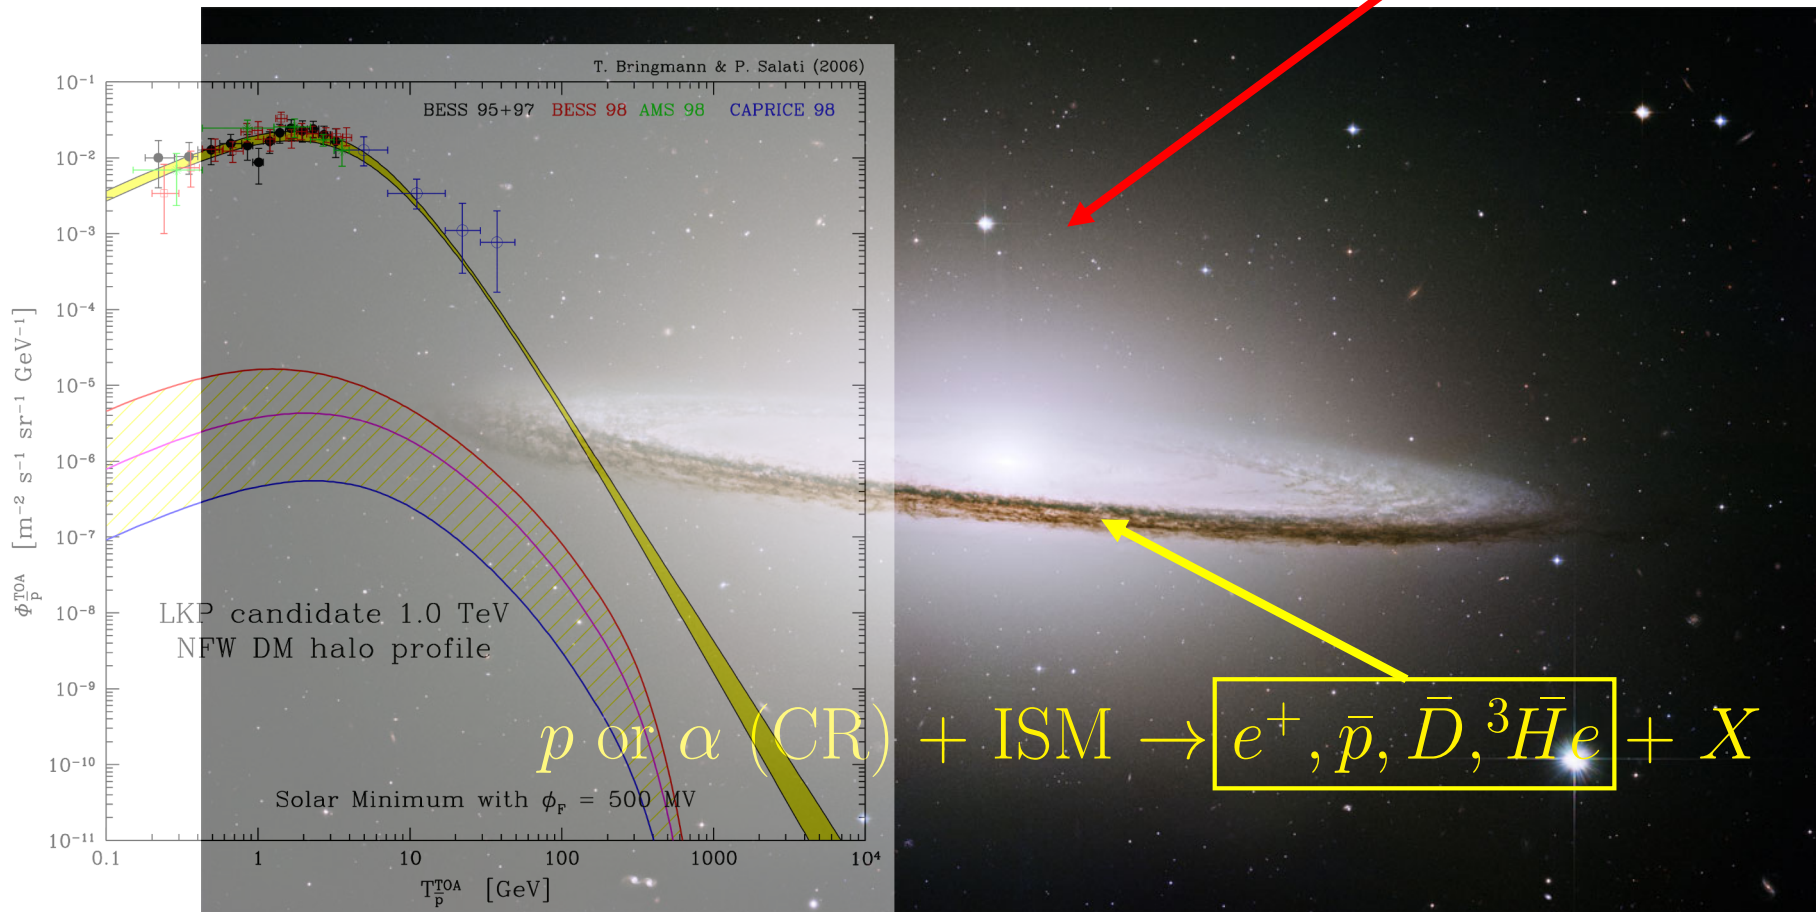 T. Bringmann & P. Salati (2006)
BESS 95+97 BESS 98 AMS 98 CAPRICE 98
10⁻¹
10⁻²
10⁻³
10⁻⁴
10⁻⁵
10⁻⁶
10⁻⁷
10⁻⁸
10⁻⁹
10⁻¹⁰
10⁻¹¹
Φ_p̄^TOA [m⁻² s⁻¹ sr⁻¹ GeV⁻¹]
LKP candidate 1.0 TeV
NFW DM halo profile
p or α (CR) + ISM → e⁺, p̄, D̄, ³H̄e + X
Solar Minimum with ϕ_F = 500 MV
0.1 1 10 100 1000 10⁴
T_p̄^TOA [GeV]